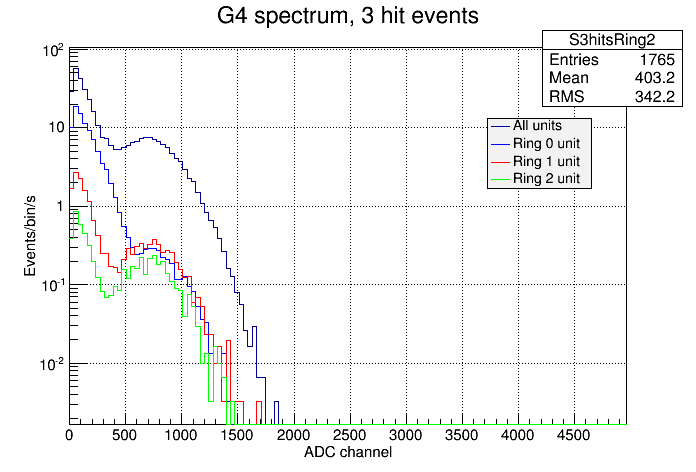 G4 spectrum, 3 hit events
S3hitsRing2
Entries 1765
Mean 403.2
RMS 342.2
All units
Ring 0 unit
Ring 1 unit
Ring 2 unit
Events/bin/s
10²
10
1
10⁻¹
10⁻²
0 500 1000 1500 2000 2500 3000 3500 4000 4500
ADC channel